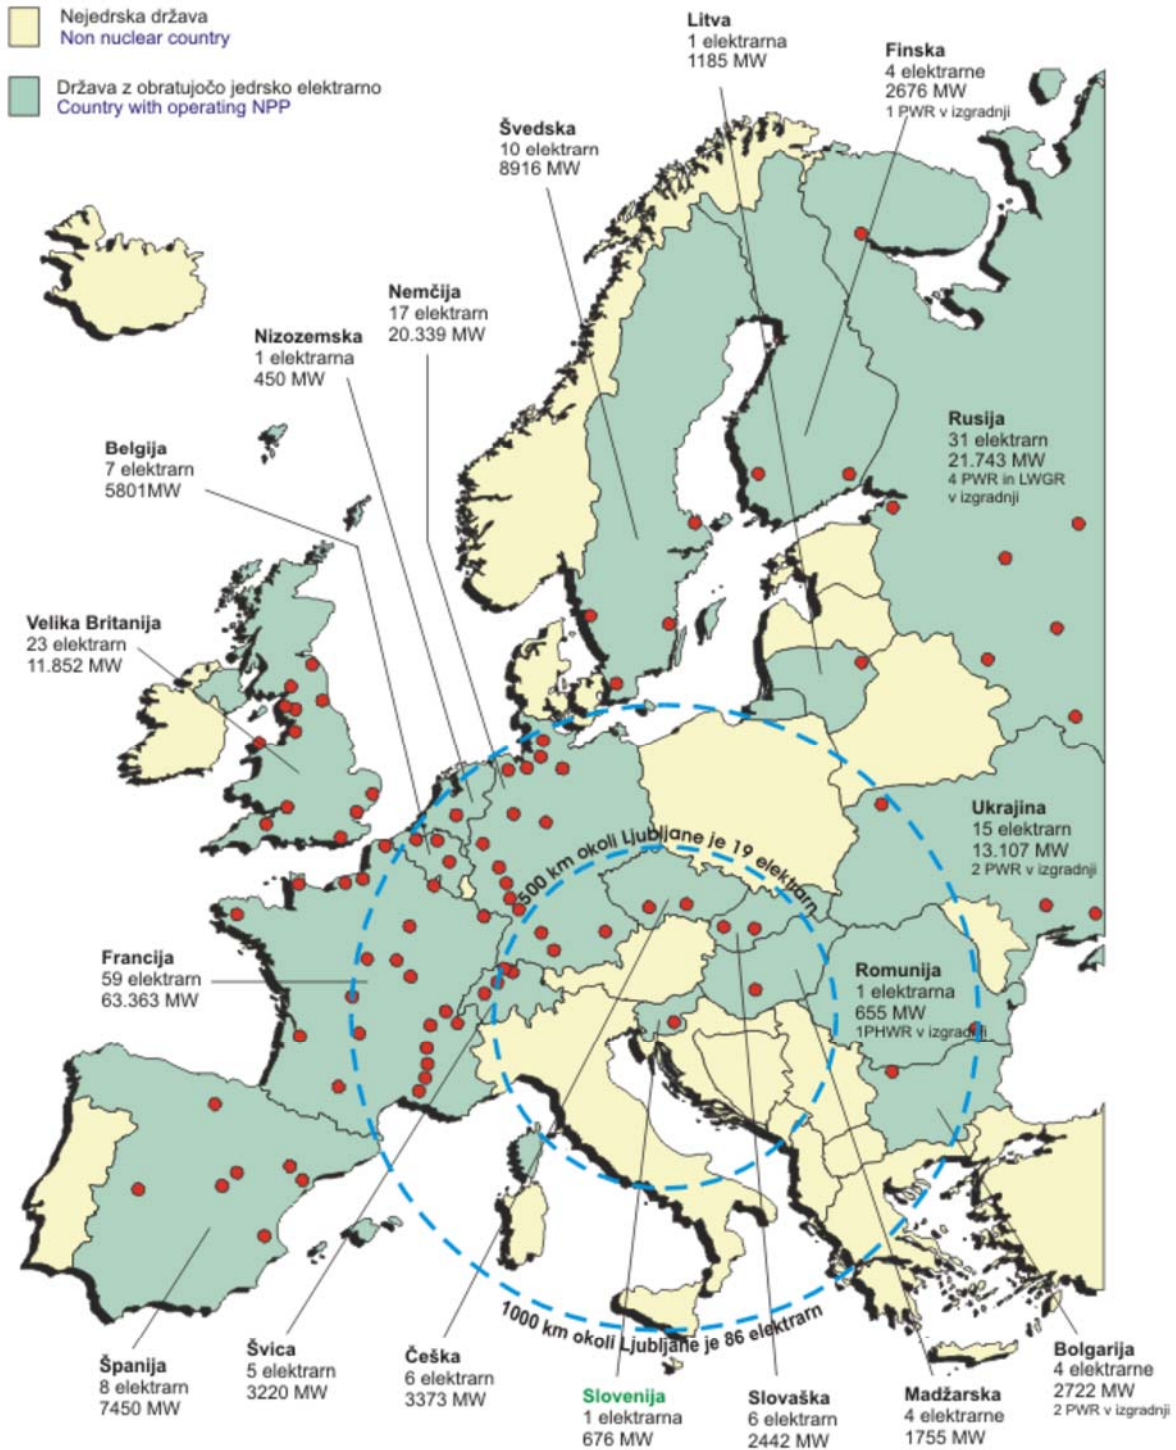 Nejedrska država
Non nuclear country
Država z obratujočo jedrsko elektrarno
Country with operating NPP
Litva
1 elektrarna
1185 MW
Finska
4 elektrarne
2676 MW
1 PWR v izgradnji
Švedska
10 elektrarn
8916 MW
Nemčija
17 elektrarn
20.339 MW
Nizozemska
1 elektrarna
450 MW
Belgija
7 elektrarn
5801MW
Rusija
31 elektrarn
21.743 MW
4 PWR in LWGR
v izgradnji
Velika Britanija
23 elektrarn
11.852 MW
Ukrajina
15 elektrarn
13.107 MW
2 PWR v izgradnji
500 km okoli Ljubljane je 19 elektrarn
Francija
59 elektrarn
63.363 MW
Romunija
1 elektrarna
655 MW
1PHWR v izgradnji
1000 km okoli Ljubljane je 86 elektrarn
Španija
8 elektrarn
7450 MW
Švica
5 elektrarn
3220 MW
Češka
6 elektrarn
3373 MW
Slovenija
1 elektrarna
676 MW
Slovaška
6 elektrarn
2442 MW
Madžarska
4 elektrarne
1755 MW
Bolgarija
4 elektrarne
2722 MW
2 PWR v izgradnji